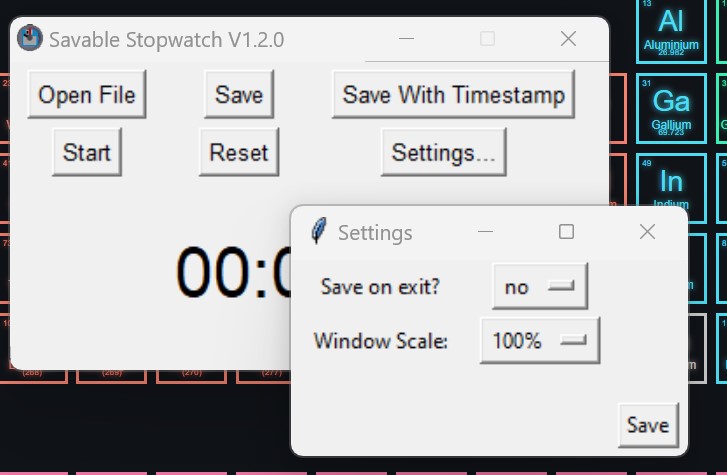 Savable Stopwatch V1.2.0
Open File Save Save With Timestamp
Start Reset Settings...
00:0
Settings
Save on exit? no
Window Scale: 100%
Save
13
Al
Aluminium
26.982
31
Ga
Gallium
69.723
49
In
Indium
(268) (269) (270) (277)